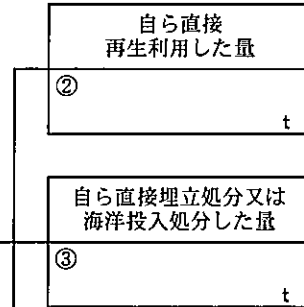 自ら直接
再生利用した量
②
t
自ら直接埋立処分又は
海洋投入処分した量
③
t